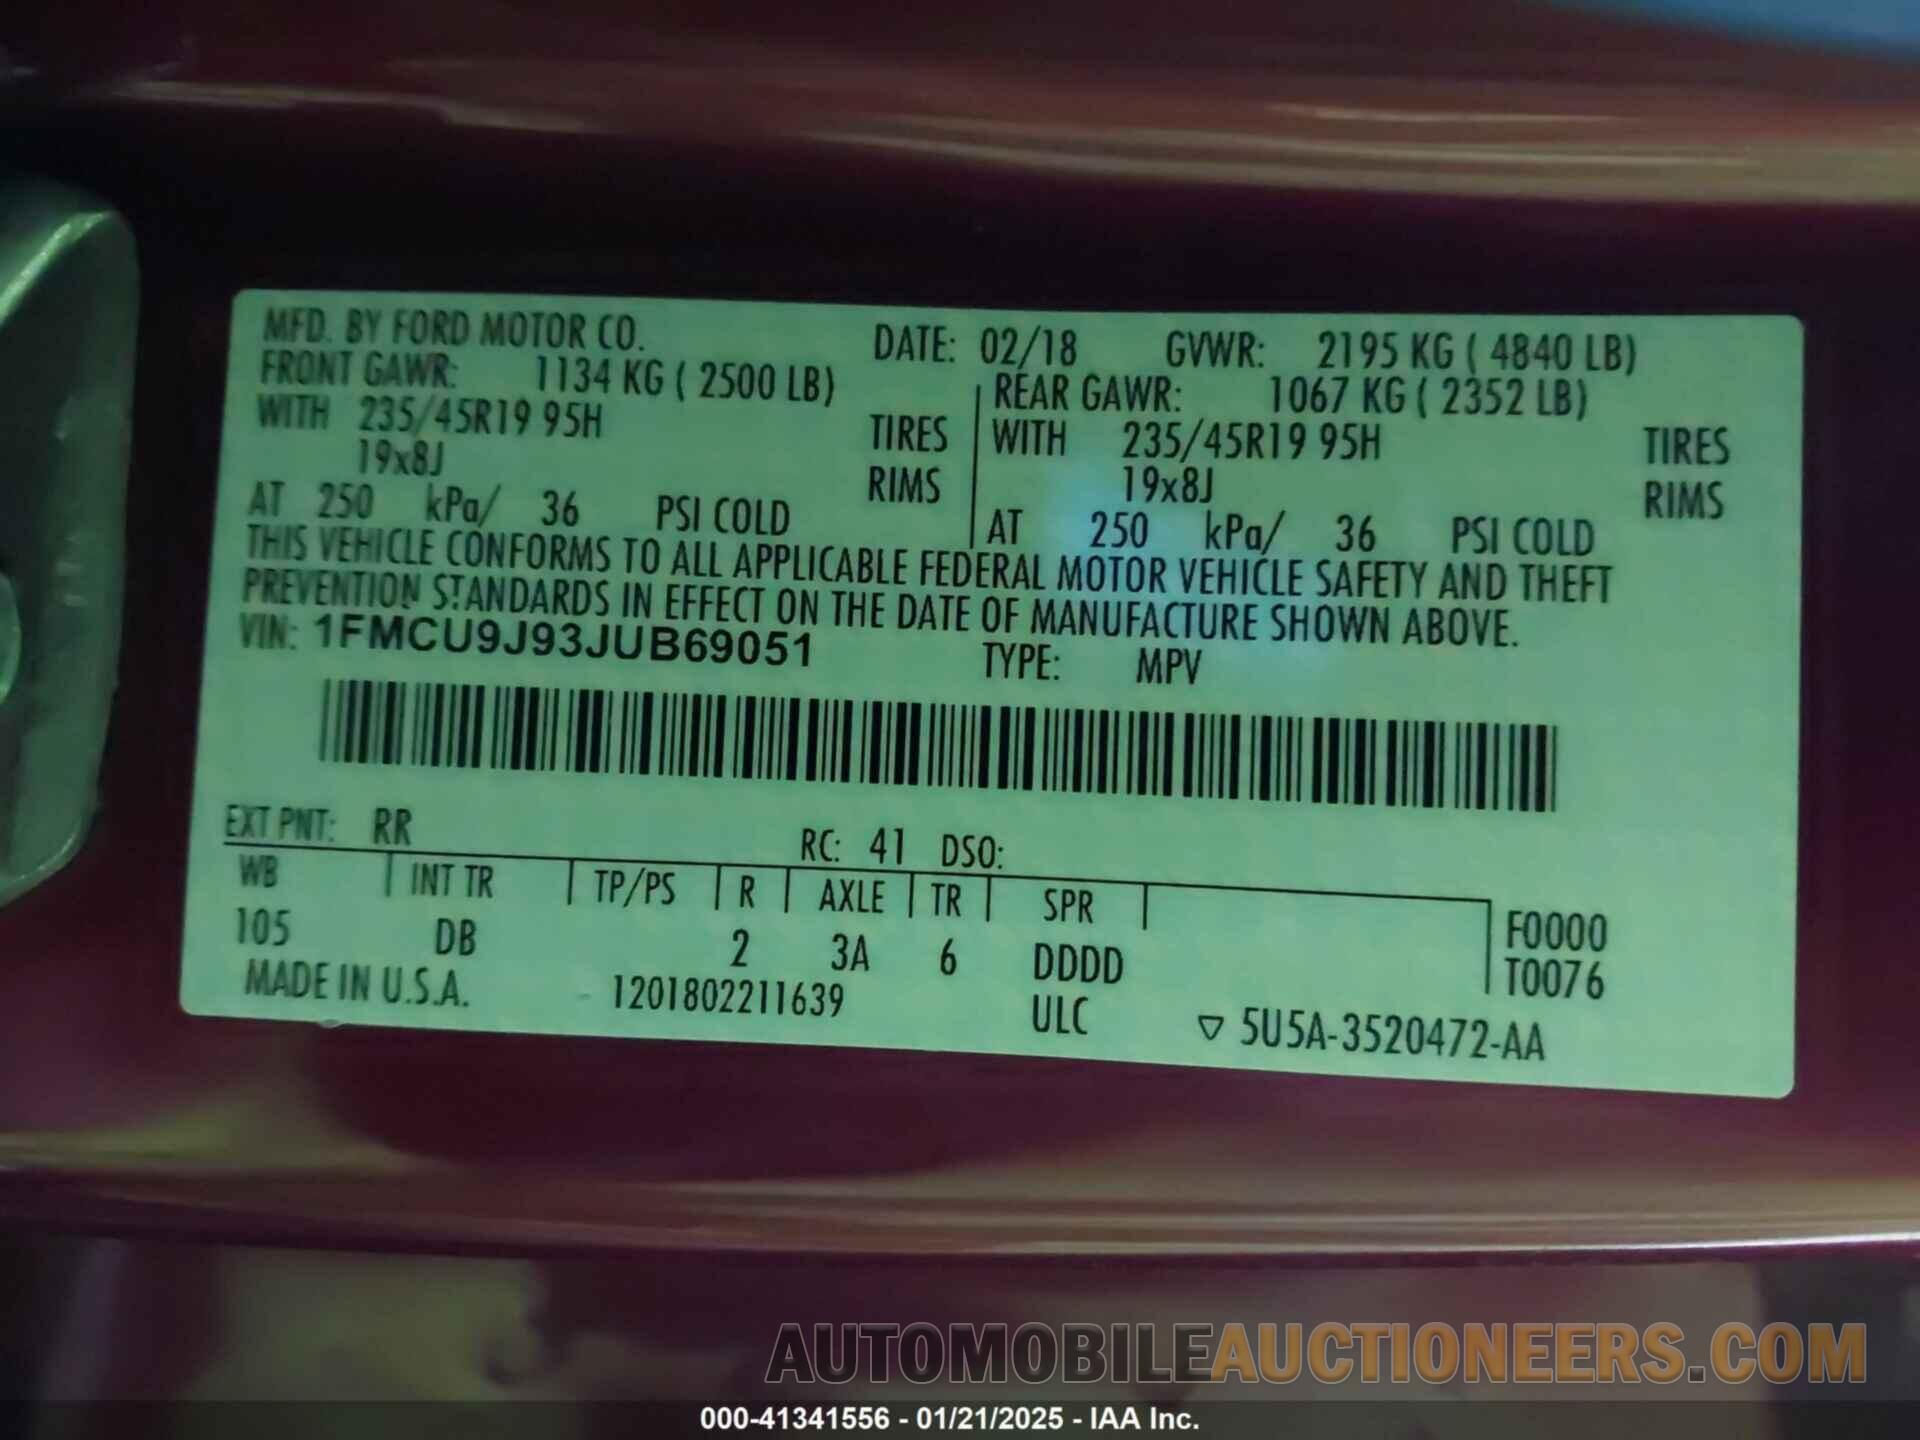 MFD. BY FORD MOTOR CO. DATE: 02/18 GVWR: 2195 KG ( 4840 LB)
FRONT GAWR: 1134 KG ( 2500 LB) REAR GAWR: 1067 KG ( 2352 LB)
WITH 235/45R19 95H TIRES WITH 235/45R19 95H TIRES
19x8J RIMS 19x8J RIMS
AT 250 kPa/ 36 PSI COLD AT 250 kPa/ 36 PSI COLD
THIS VEHICLE CONFORMS TO ALL APPLICABLE FEDERAL MOTOR VEHICLE SAFETY AND THEFT
PREVENTION STANDARDS IN EFFECT ON THE DATE OF MANUFACTURE SHOWN ABOVE.
VIN: 1FMCU9J93JUB69051 TYPE: MPV
EXT PNT: RR RC: 41 DSO:
WB INT TR TP/PS R AXLE TR SPR F0000
105 DB 2 3A 6 DDDD T0076
MADE IN U.S.A. 1201802211639 ULC ▽ 5U5A-3520472-AA
AUTOMOBILEAUCTIONEERS.COM
000-41341556 - 01/21/2025 - IAA Inc.